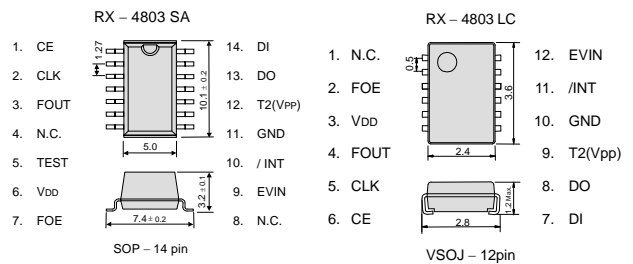 RX – 4803 SA
1. CE
2. CLK
3. FOUT
4. N.C.
5. TEST
6. VDD
7. FOE
1.27
10.1 ± 0.2
5.0
3.2 ± 0.1
7.4 ± 0.2
14. DI
13. DO
12. T2(VPP)
11. GND
10. / INT
9. EVIN
8. N.C.
SOP – 14 pin
RX – 4803 LC
1. N.C.
2. FOE
3. VDD
4. FOUT
5. CLK
6. CE
0.5
3.6
2.4
1.2 Max.
2.8
12. EVIN
11. /INT
10. GND
9. T2(Vpp)
8. DO
7. DI
VSOJ – 12pin